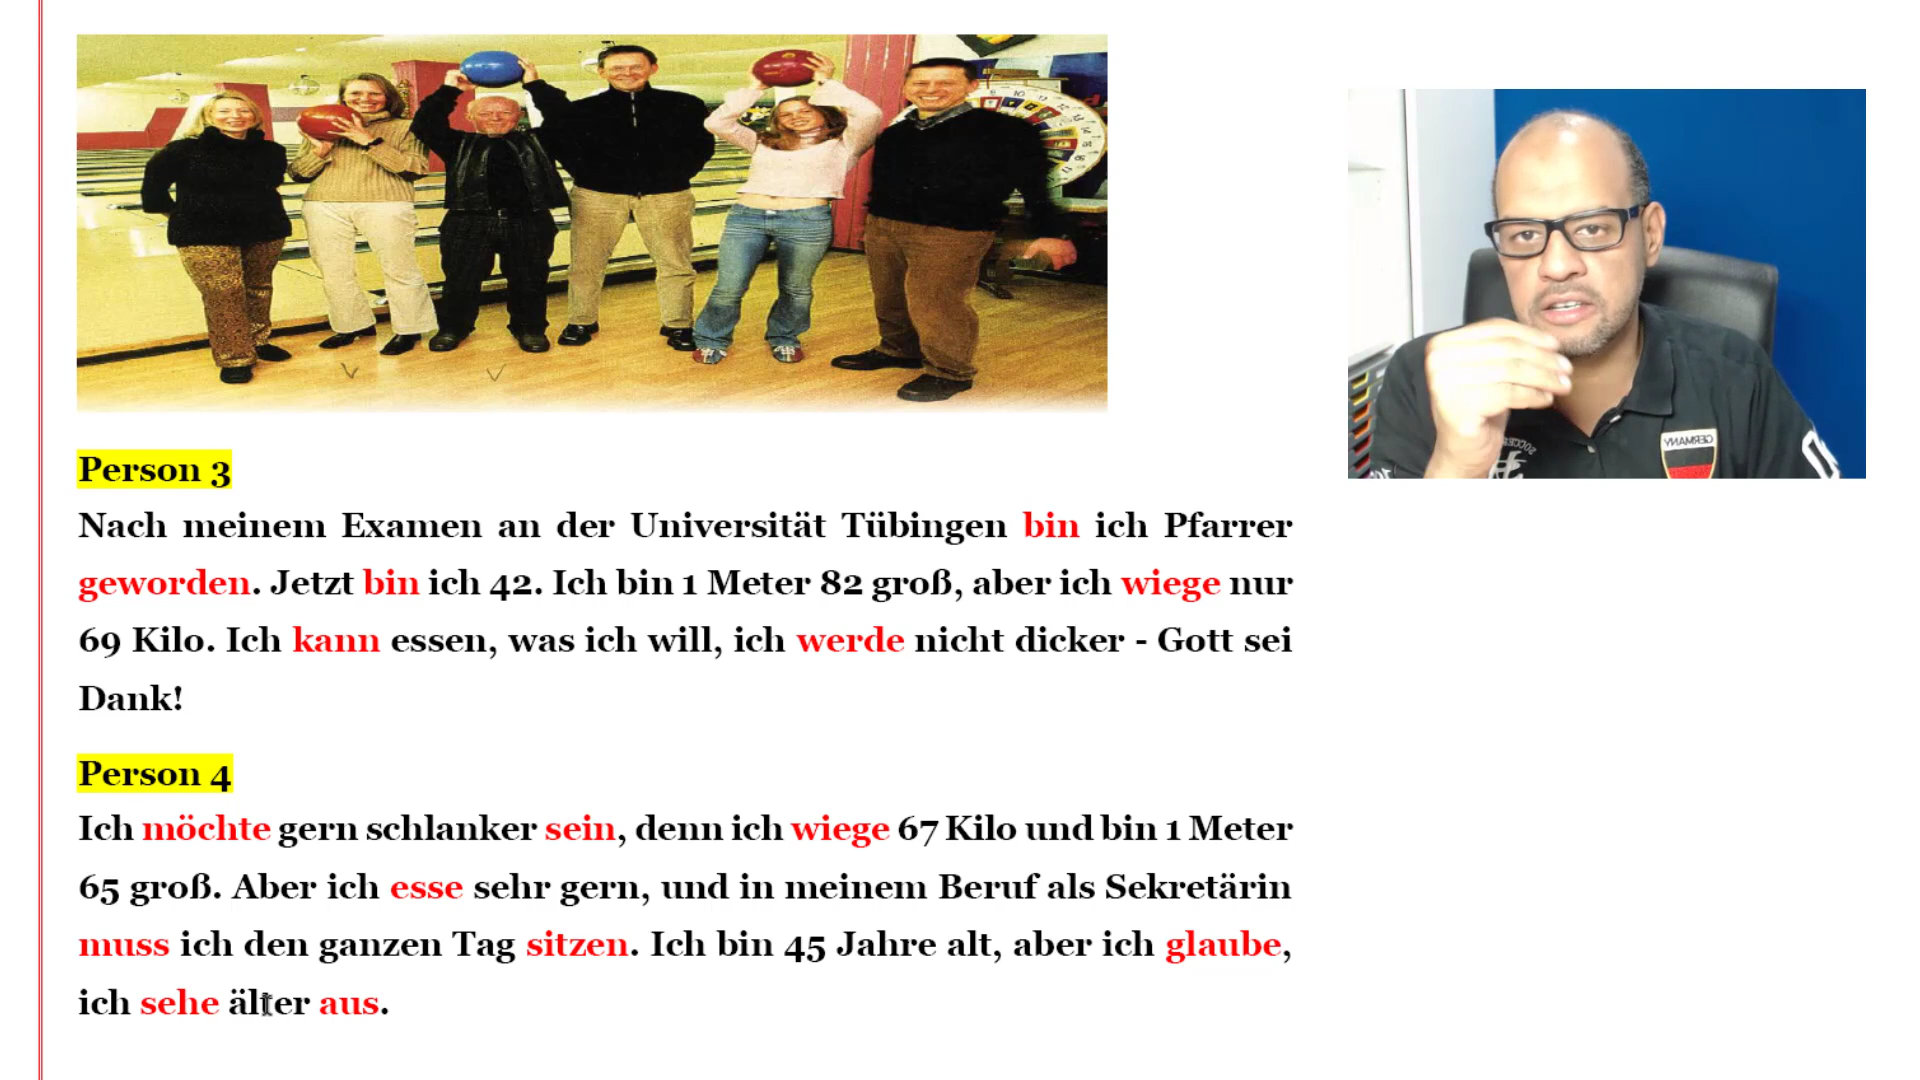 Person 3
Nach meinem Examen an der Universität Tübingen bin ich Pfarrer
geworden. Jetzt bin ich 42. Ich bin 1 Meter 82 groß, aber ich wiege nur
69 Kilo. Ich kann essen, was ich will, ich werde nicht dicker - Gott sei
Dank!
Person 4
Ich möchte gern schlanker sein, denn ich wiege 67 Kilo und bin 1 Meter
65 groß. Aber ich esse sehr gern, und in meinem Beruf als Sekretärin
muss ich den ganzen Tag sitzen. Ich bin 45 Jahre alt, aber ich glaube,
ich sehe älter aus.
GERMANY
SOCCER